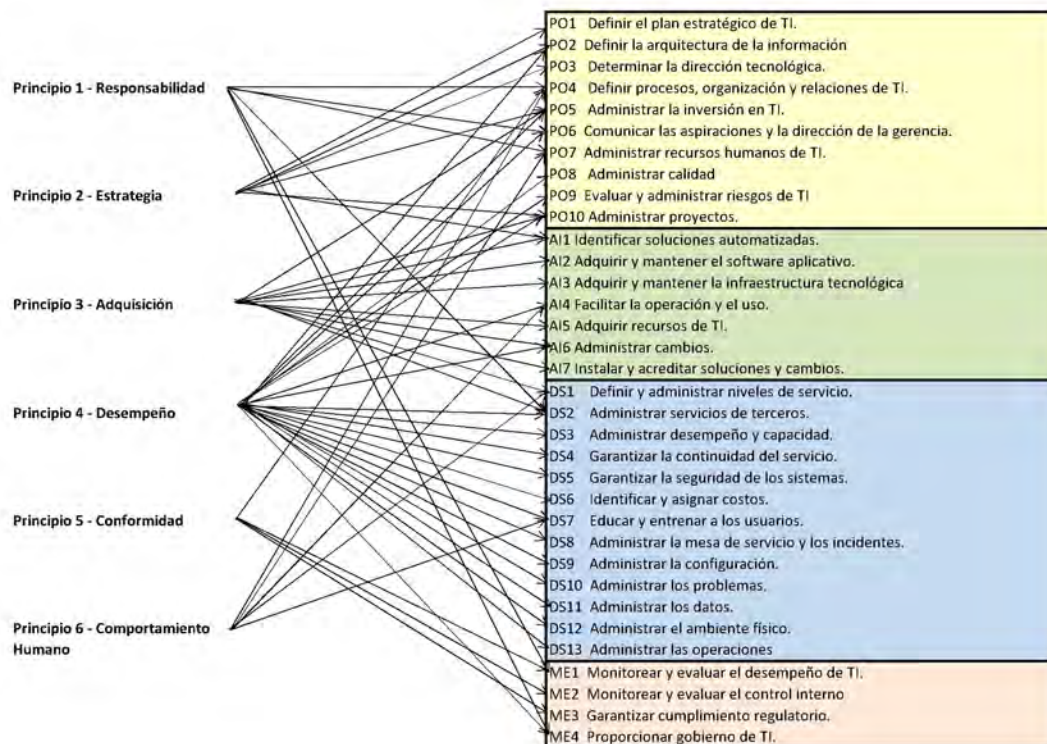 Principio 1 - Responsabilidad
Principio 2 - Estrategia
Principio 3 - Adquisición
Principio 4 - Desempeño
Principio 5 - Conformidad
Principio 6 - Comportamiento
Humano
PO1 Definir el plan estratégico de TI.
PO2 Definir la arquitectura de la información
PO3 Determinar la dirección tecnológica.
PO4 Definir procesos, organización y relaciones de TI.
PO5 Administrar la inversión en TI.
PO6 Comunicar las aspiraciones y la dirección de la gerencia.
PO7 Administrar recursos humanos de TI.
PO8 Administrar calidad
PO9 Evaluar y administrar riesgos de TI
PO10 Administrar proyectos.
AI1 Identificar soluciones automatizadas.
AI2 Adquirir y mantener el software aplicativo.
AI3 Adquirir y mantener la infraestructura tecnológica
AI4 Facilitar la operación y el uso.
AI5 Adquirir recursos de TI.
AI6 Administrar cambios.
AI7 Instalar y acreditar soluciones y cambios.
DS1 Definir y administrar niveles de servicio.
DS2 Administrar servicios de terceros.
DS3 Administrar desempeño y capacidad.
DS4 Garantizar la continuidad del servicio.
DS5 Garantizar la seguridad de los sistemas.
DS6 Identificar y asignar costos.
DS7 Educar y entrenar a los usuarios.
DS8 Administrar la mesa de servicio y los incidentes.
DS9 Administrar la configuración.
DS10 Administrar los problemas.
DS11 Administrar los datos.
DS12 Administrar el ambiente físico.
DS13 Administrar las operaciones
ME1 Monitorear y evaluar el desempeño de TI.
ME2 Monitorear y evaluar el control interno
ME3 Garantizar cumplimiento regulatorio.
ME4 Proporcionar gobierno de TI.